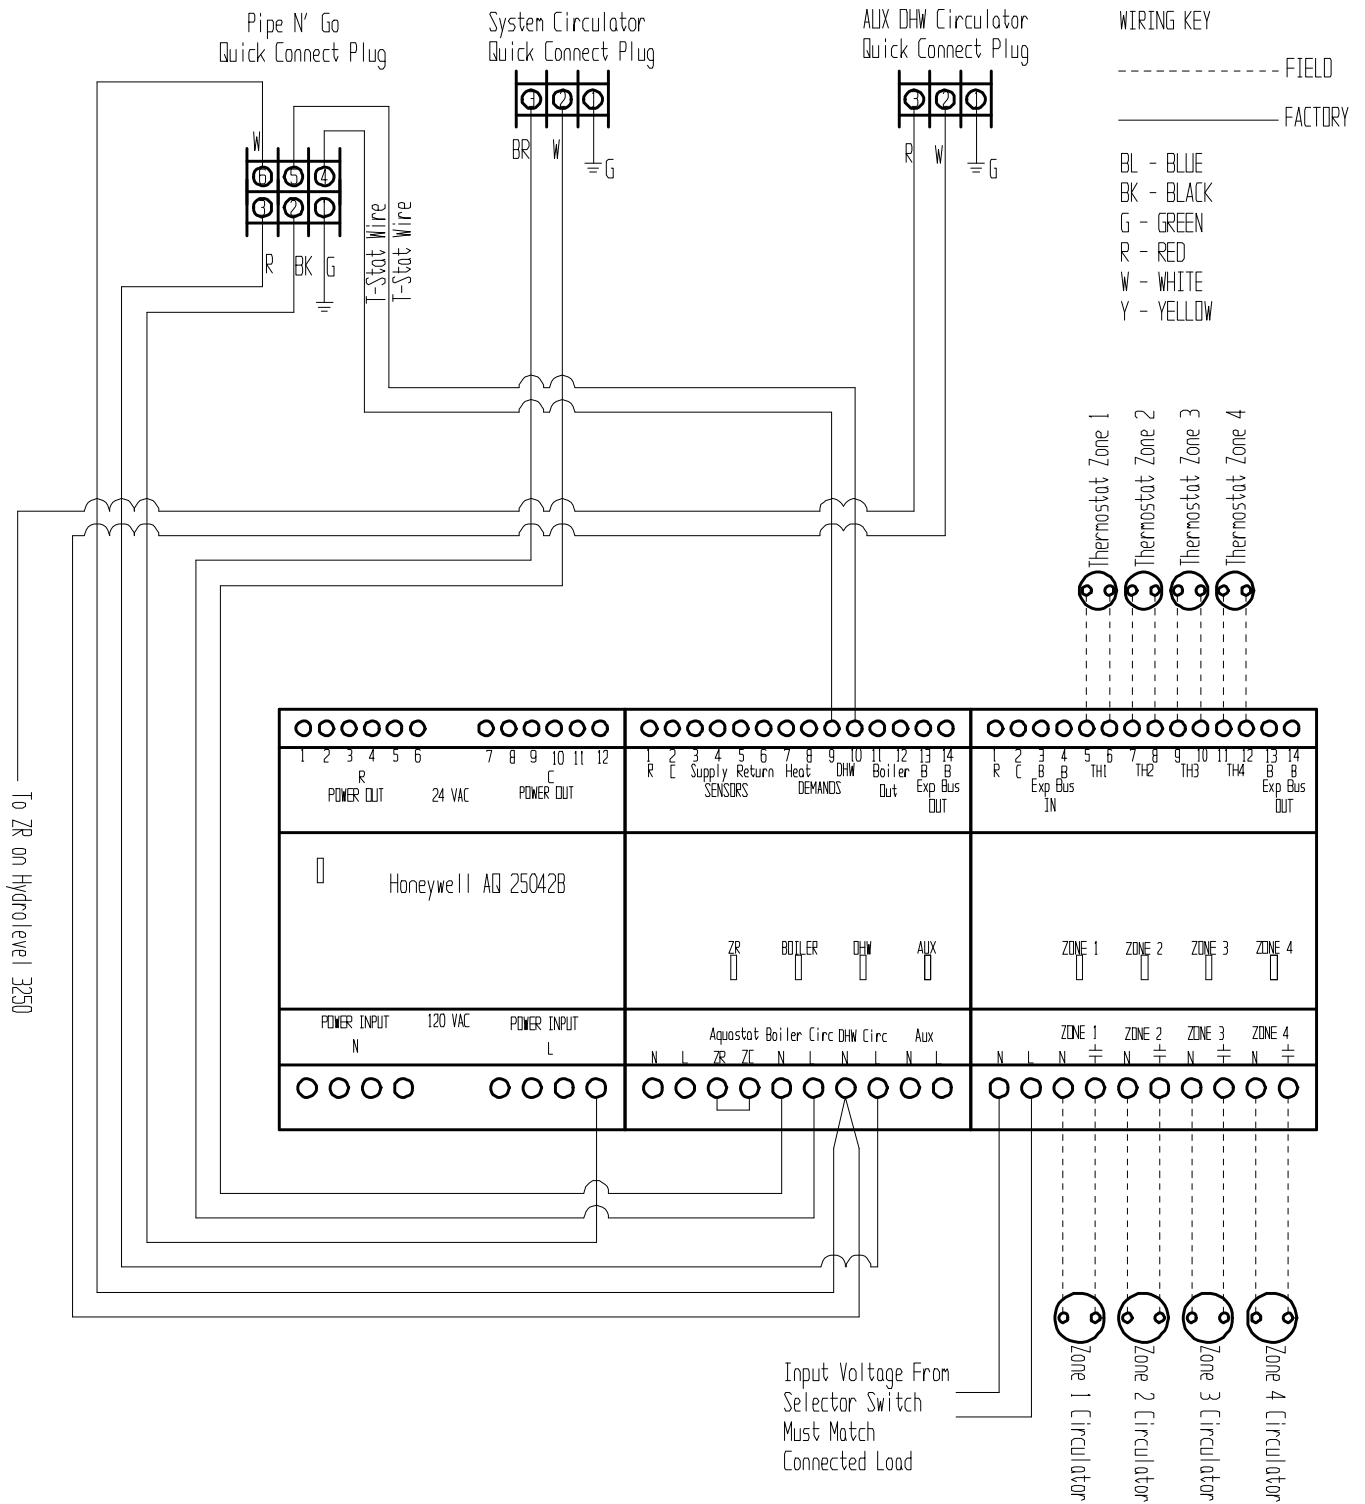 Pipe N' Go
Quick Connect Plug
System Circulator
Quick Connect Plug
AUX DHW Circulator
Quick Connect Plug
WIRING KEY
FIELD
FACTORY
BL - BLUE
BK - BLACK
G - GREEN
R - RED
W - WHITE
Y - YELLOW
3 2 1
BR W G
3 2 1
R W G
W
6 5 4
3 2 1
R BK G
T-Stat Wire
T-Stat Wire
Thermostat Zone 1
Thermostat Zone 2
Thermostat Zone 3
Thermostat Zone 4
To ZR on Hydrolevel 3250
1 2 3 4 5 6 7 8 9 10 11 12
R C
POWER OUT 24 VAC POWER OUT
1 2 3 4 5 6 7 8 9 10 11 12 13 14
R C Supply Return Heat DHW Boiler B B
SENSORS DEMANDS Out Exp Bus
OUT
1 2 3 4 5 6 7 8 9 10 11 12 13 14
R C B B TH1 TH2 TH3 TH4 B B
Exp Bus Exp Bus
IN OUT
Honeywell AQ 25042B
ZR BOILER DHW AUX
ZONE 1 ZONE 2 ZONE 3 ZONE 4
POWER INPUT 120 VAC POWER INPUT
N L
Aquastat Boiler Circ DHW Circ Aux
N L ZR ZC N L N L N L
ZONE 1 ZONE 2 ZONE 3 ZONE 4
N L N N N N
Input Voltage From
Selector Switch
Must Match
Connected Load
Zone 1 Circulator
Zone 2 Circulator
Zone 3 Circulator
Zone 4 Circulator